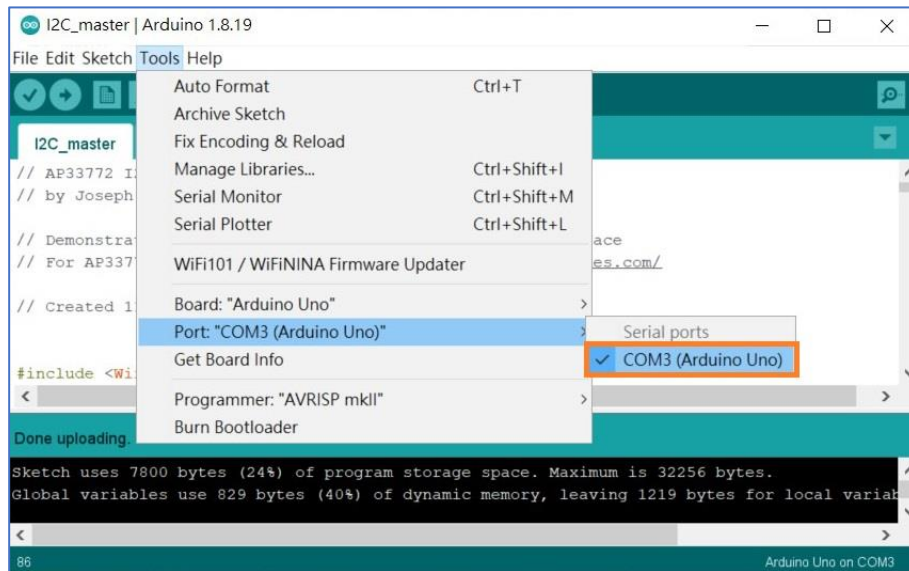 I2C_master | Arduino 1.8.19
File Edit Sketch Tools Help
Auto Format Ctrl+T
Archive Sketch
Fix Encoding & Reload
Manage Libraries... Ctrl+Shift+I
Serial Monitor Ctrl+Shift+M
Serial Plotter Ctrl+Shift+L
WiFi101 / WiFiNINA Firmware Updater
Board: "Arduino Uno"
Port: "COM3 (Arduino Uno)"
Get Board Info
Programmer: "AVRISP mkII"
Burn Bootloader
Serial ports
COM3 (Arduino Uno)
I2C_master
// AP33772 I
// by Joseph
// Demonstra ace
// For AP337 es.com/
// Created 1
#include <Wi
Done uploading.
Sketch uses 7800 bytes (24%) of program storage space. Maximum is 32256 bytes.
Global variables use 829 bytes (40%) of dynamic memory, leaving 1219 bytes for local variab
86 Arduino Uno on COM3